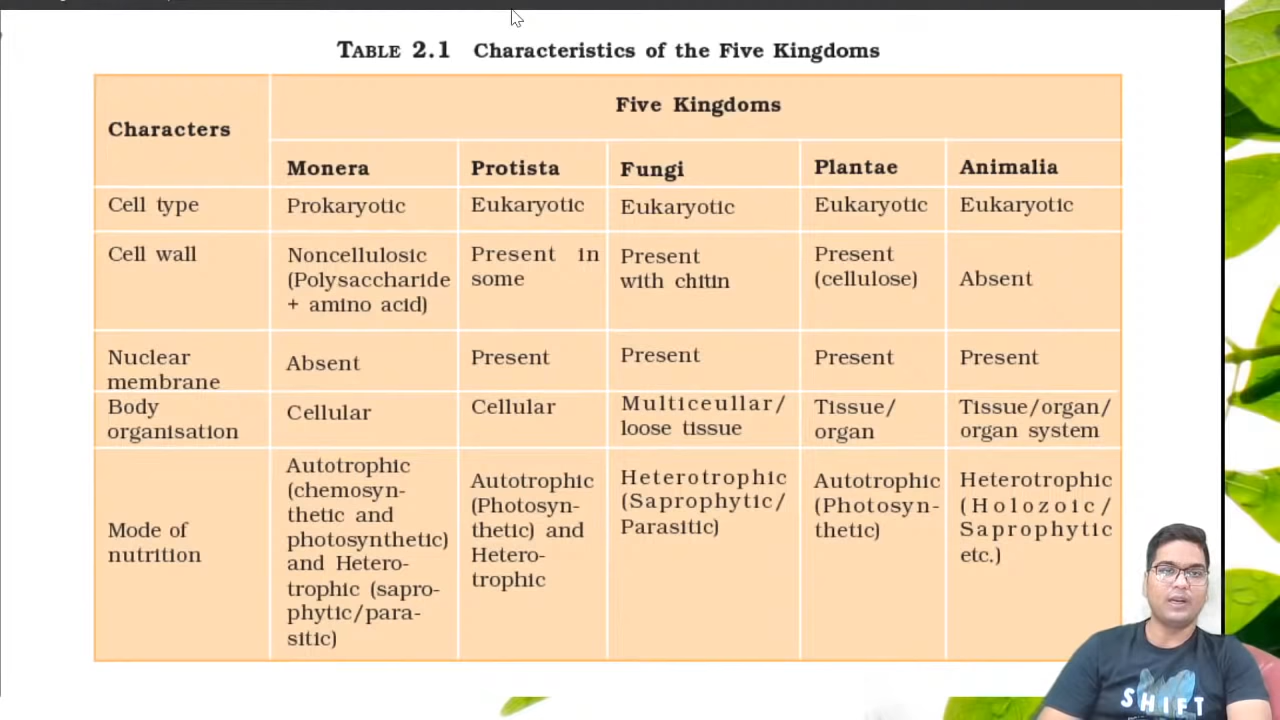 TABLE 2.1 Characteristics of the Five Kingdoms
Characters
Five Kingdoms
Monera
Protista
Fungi
Plantae
Animalia
Cell type
Prokaryotic
Eukaryotic
Eukaryotic
Eukaryotic
Eukaryotic
Cell wall
Noncellulosic
(Polysaccharide
+ amino acid)
Present in
some
Present
with chitin
Present
(cellulose)
Absent
Nuclear
membrane
Absent
Present
Present
Present
Present
Body
organisation
Cellular
Cellular
Multiceullar/
loose tissue
Tissue/
organ
Tissue/organ/
organ system
Mode of
nutrition
Autotrophic
(chemosyn-
thetic and
photosynthetic)
and Hetero-
trophic (sapro-
phytic/para-
sitic)
Autotrophic
(Photosyn-
thetic) and
Hetero-
trophic
Heterotrophic
(Saprophytic/
Parasitic)
Autotrophic
(Photosyn-
thetic)
Heterotrophic
(Holozoic/
Saprophytic
etc.)
SHIFT